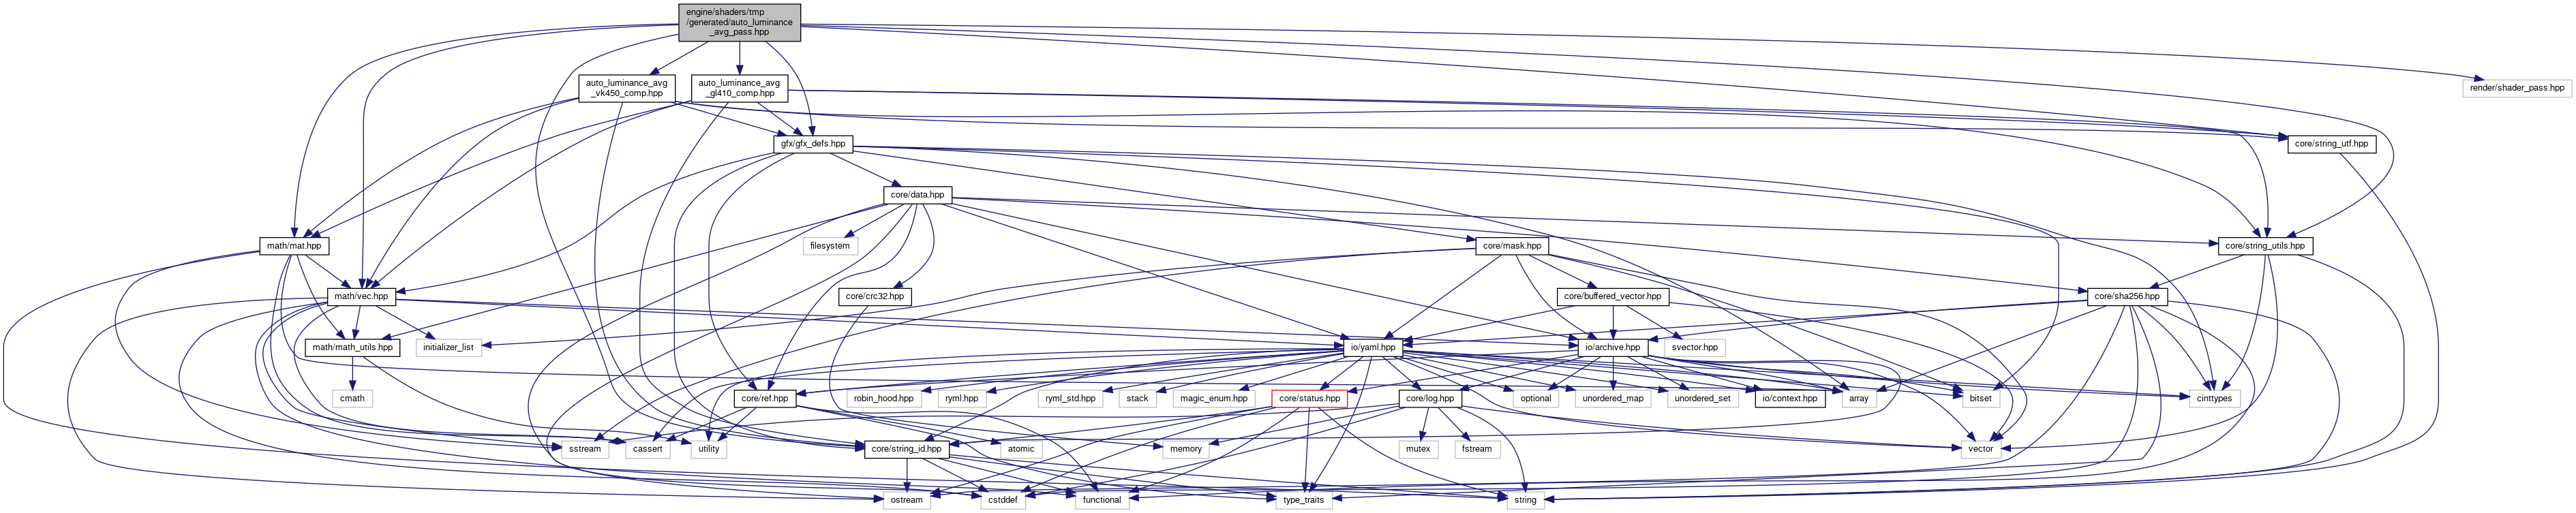 engine/shaders/tmp
/generated/auto_luminance
_avg_pass.hpp
auto_luminance_avg
_vk450_comp.hpp
auto_luminance_avg
_gl410_comp.hpp
render/shader_pass.hpp
gfx/gfx_defs.hpp
core/string_utf.hpp
core/data.hpp
math/mat.hpp
filesystem
core/mask.hpp
core/string_utils.hpp
math/vec.hpp
core/crc32.hpp
core/buffered_vector.hpp
core/sha256.hpp
math/math_utils.hpp
initializer_list
io/yaml.hpp
io/archive.hpp
svector.hpp
cmath
core/ref.hpp
robin_hood.hpp
ryml.hpp
ryml_std.hpp
stack
magic_enum.hpp
core/status.hpp
core/log.hpp
optional
unordered_map
unordered_set
io/context.hpp
array
bitset
cinttypes
sstream
cassert
utility
core/string_id.hpp
atomic
memory
mutex
fstream
vector
ostream
cstddef
functional
type_traits
string